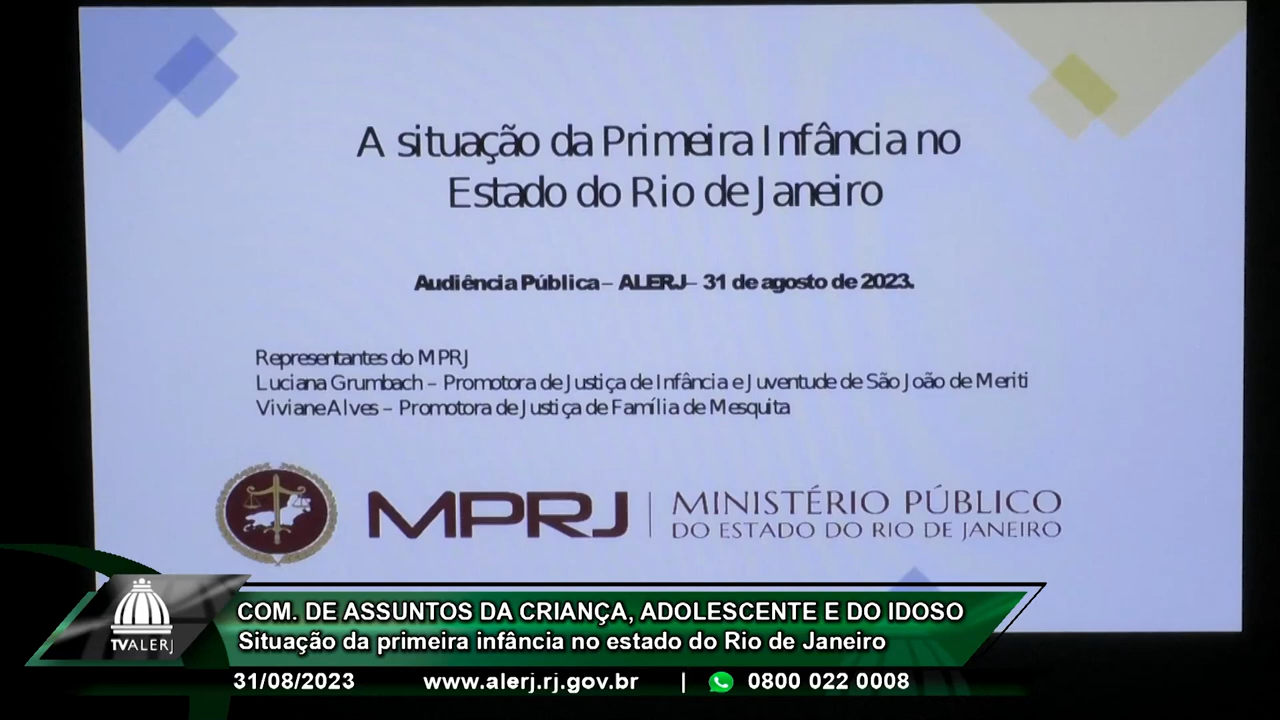 A situação da Primeira Infância no
Estado do Rio de Janeiro
Audiência Pública – ALERJ – 31 de agosto de 2023.
Representantes do MPRJ
Luciana Grumbach – Promotora de Justiça de Infância e Juventude de São João de Meriti
Viviane Alves – Promotora de Justiça de Família de Mesquita
MPRJ | MINISTÉRIO PÚBLICO
DO ESTADO DO RIO DE JANEIRO
COM. DE ASSUNTOS DA CRIANÇA, ADOLESCENTE E DO IDOSO
Situação da primeira infância no estado do Rio de Janeiro
TVALERJ
31/08/2023 www.alerj.rj.gov.br | 0800 022 0008